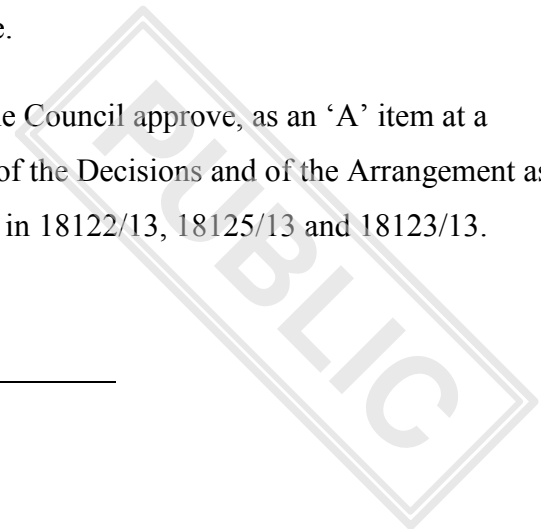 e.
e Council approve, as an ‘A’ item at a
of the Decisions and of the Arrangement as
in 18122/13, 18125/13 and 18123/13.
PUBLIC